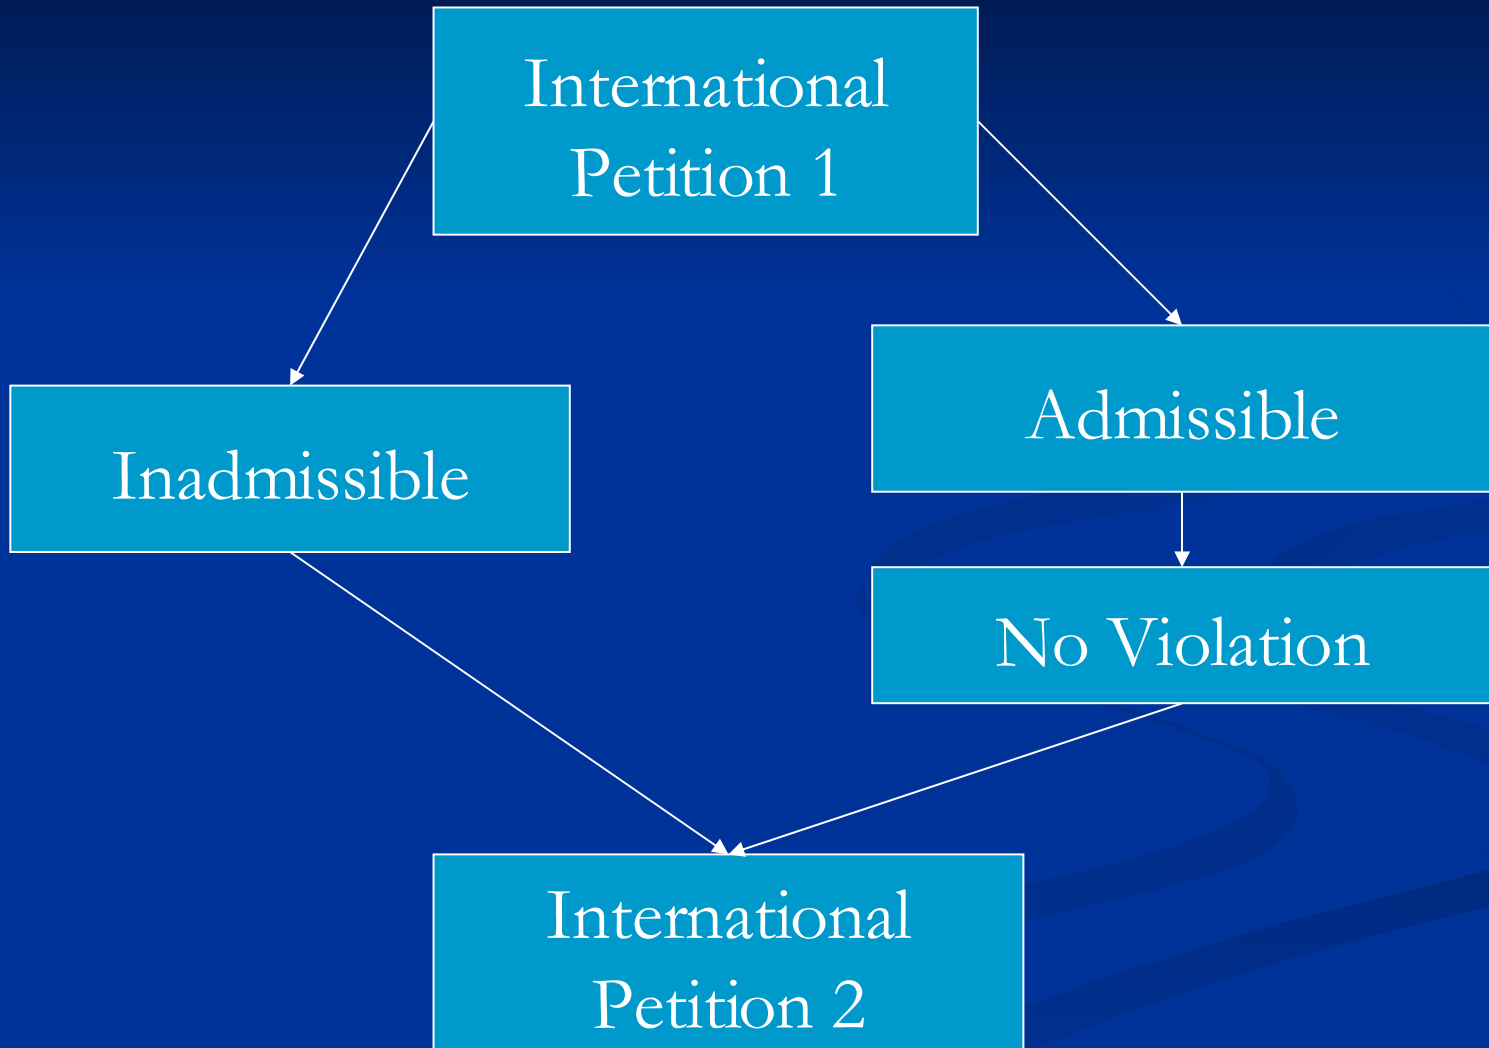 International
Petition 1
Admissible
Inadmissible
No Violation
International
Petition 2